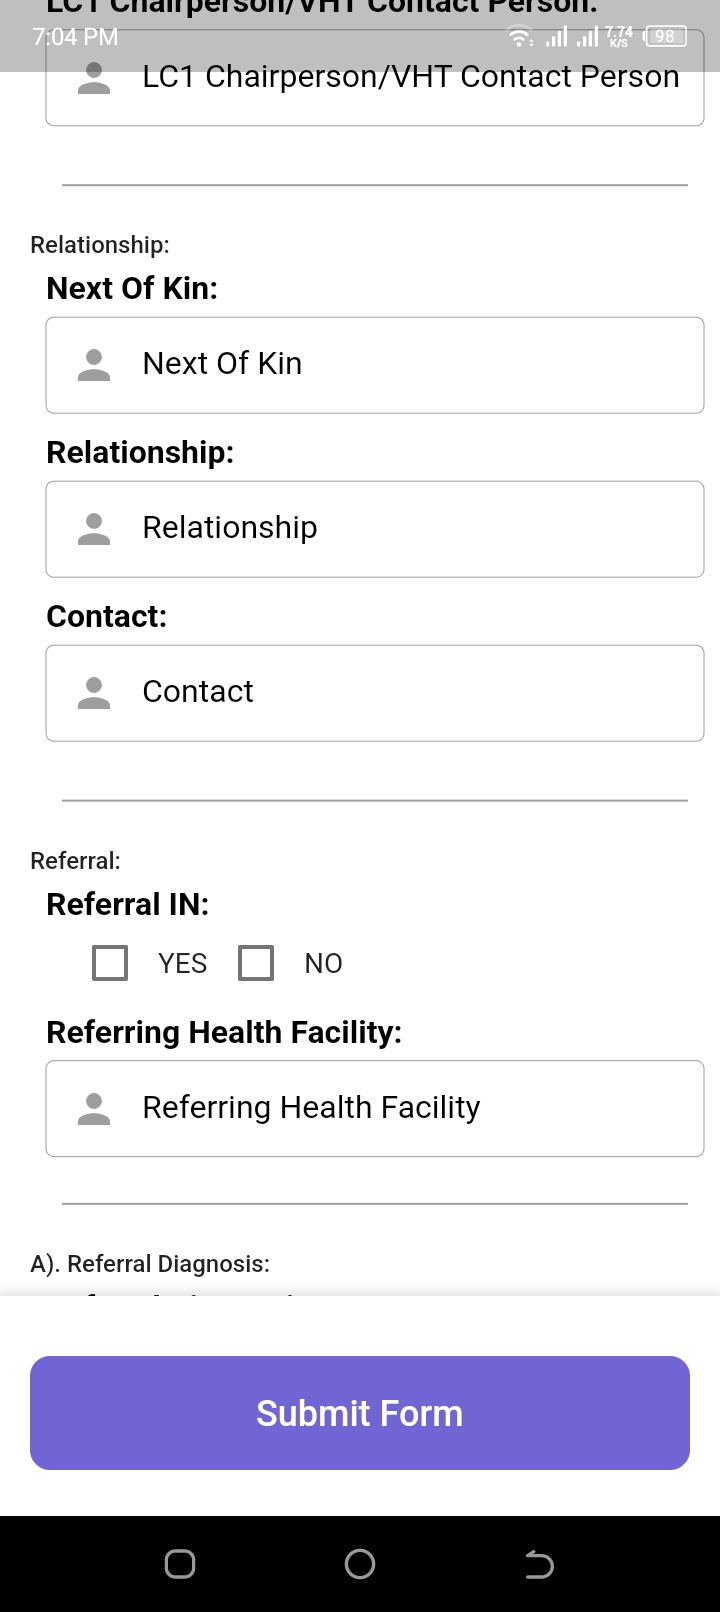 LC1 Chairperson/VHT Contact Person:
7:04 PM
7.74
K/S
98
LC1 Chairperson/VHT Contact Person
Relationship:
Next Of Kin:
Next Of Kin
Relationship:
Relationship
Contact:
Contact
Referral:
Referral IN:
YES NO
Referring Health Facility:
Referring Health Facility
A). Referral Diagnosis:
Submit Form